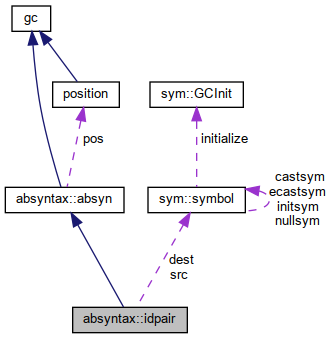 gc
position
sym::GCInit
pos
initialize
castsym
ecastsym
initsym
nullsym
absyntax::absyn
sym::symbol
dest
src
absyntax::idpair